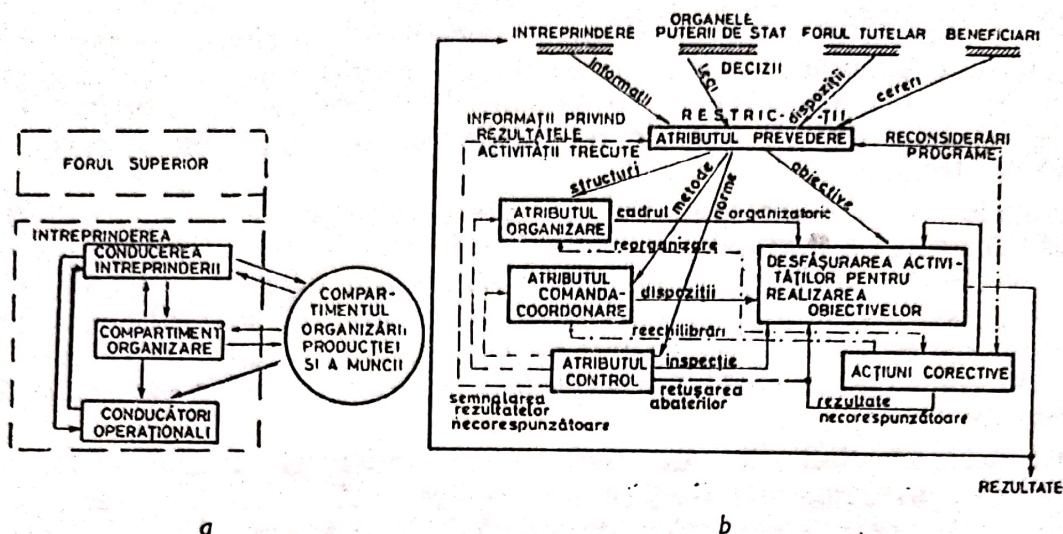 FORUL SUPERIOR
INTREPRINDEREA
CONDUCEREA
INTREPRINDERII
COMPARTIMENT
ORGANIZARE
CONDUCĂTORI
OPERAȚIONALI
COMPAR-
TIMENTUL
ORGANIZĂRII
PRODUCȚIEI
ȘI A MUNCII
a
INTREPRINDERE
ORGANELE
PUTERII DE STAT
FORUL TUTELAR
BENEFICIARI
informații
legi
DECIZII
dispoziții
cereri
RESTRIC- -ȚII
INFORMAȚII PRIVIND
REZULTATELE
ACTIVITĂȚII TRECUTE
ATRIBUTUL PREVEDERE
RECONSIDERĂRI
PROGRAME
structuri
metode
norme
obiective
ATRIBUTUL
ORGANIZARE
cadrul organizatoric
reorganizare
ATRIBUTUL
COMANDA-
COORDONARE
dispoziții
DESFĂȘURAREA ACTIVI-
TĂȚILOR PENTRU
REALIZAREA
OBIECTIVELOR
reechilibrări
ATRIBUTUL
CONTROL
inspecție
retușarea
abaterilor
ACȚIUNI CORECTIVE
semnalarea
rezultatelor
necorespunzătoare
rezultate
necorespunzătoare
REZULTATE
b